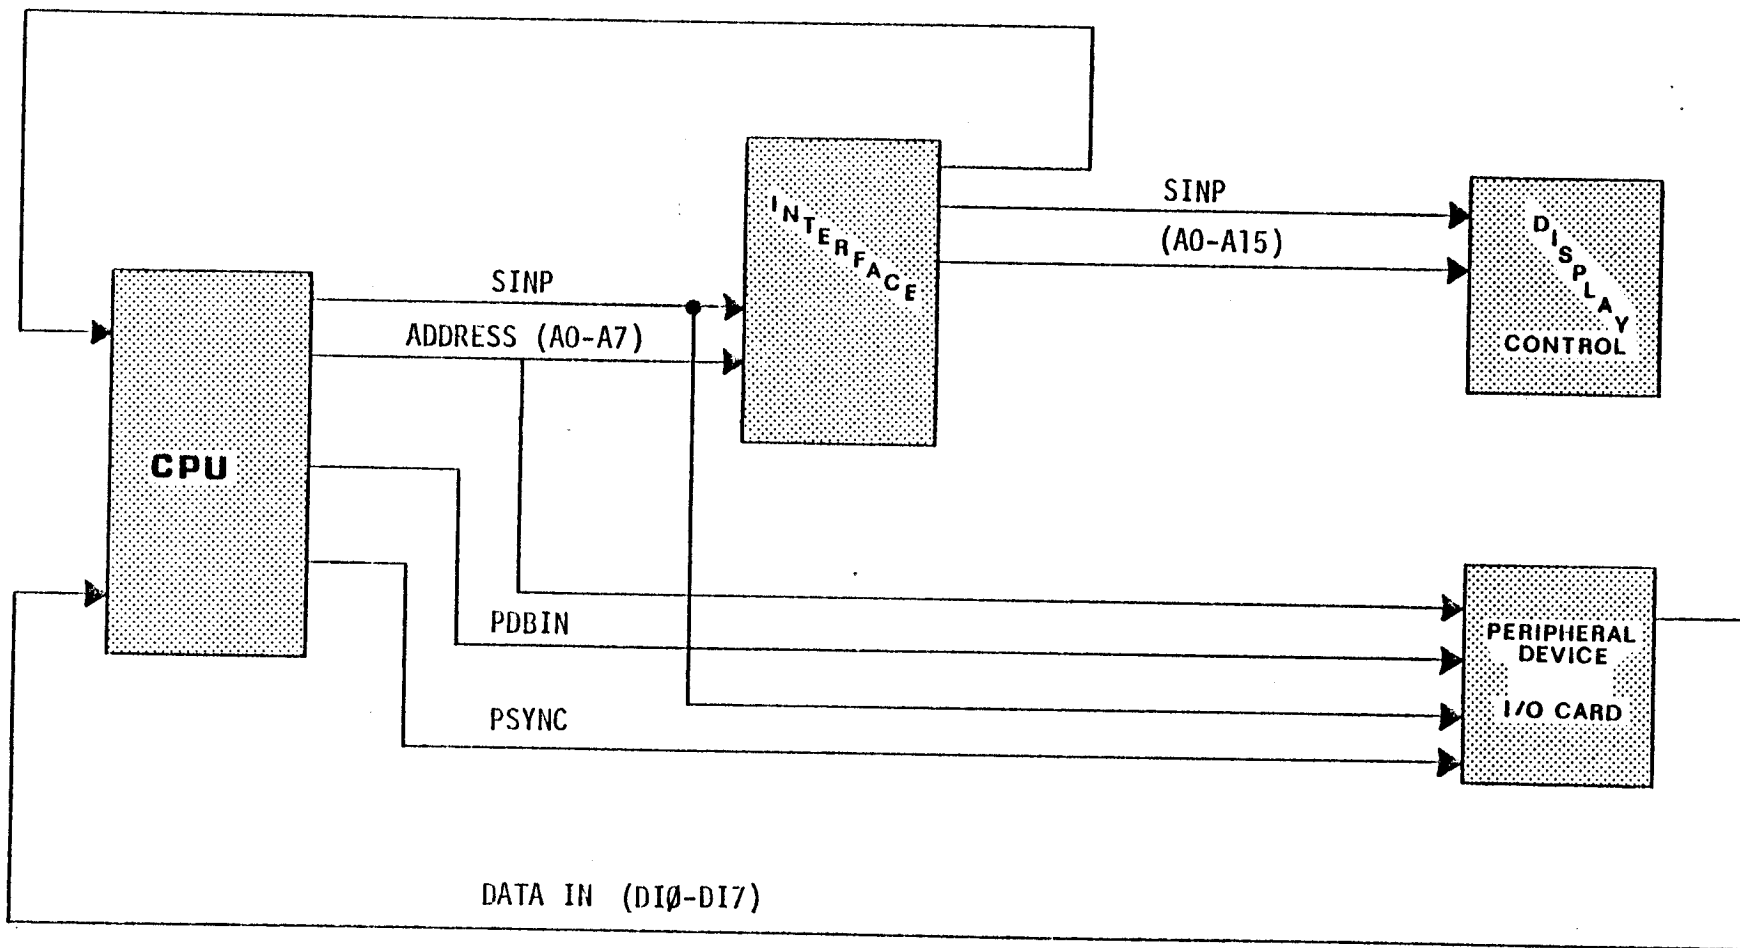 SINP
(A0-A15)
INTERFACE
DISPLAY
CONTROL
SINP
ADDRESS (A0-A7)
CPU
PDBIN
PERIPHERAL
DEVICE
I/O CARD
PSYNC
DATA IN (DIØ-DI7)